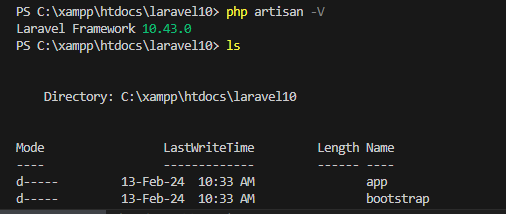 PS C:\xampp\htdocs\laravel10> php artisan -V
Laravel Framework 10.43.0
PS C:\xampp\htdocs\laravel10> ls
Directory: C:\xampp\htdocs\laravel10
Mode LastWriteTime Length Name
---- ------------- ------ ----
d----- 13-Feb-24 10:33 AM app
d----- 13-Feb-24 10:33 AM bootstrap